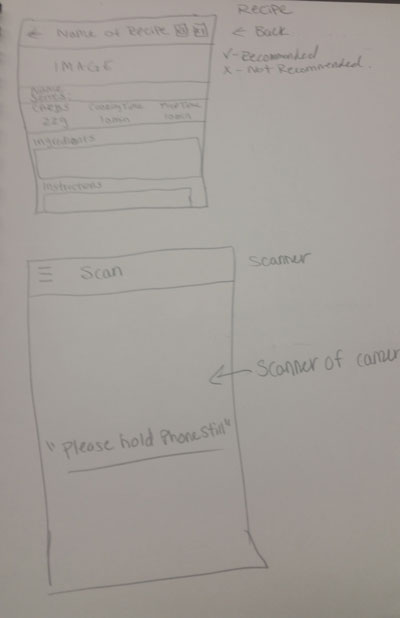 RECIPE
← Name of Recipe
← Back
IMAGE
✓ - Recommended
X - Not Recommended.
Name
Serves:
CARBS Cooking Time Prep Time
22g 10min 10min
Ingredients
Instructions
☰ Scan
Scanner
← Scanner of camer
"Please hold Phone Still"